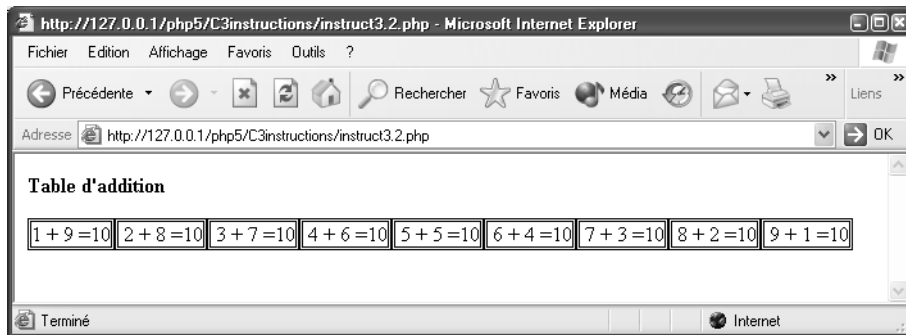 http://127.0.0.1/php5/C3instructions/instruct3.2.php - Microsoft Internet Explorer
Fichier Edition Affichage Favoris Outils ?
Précédente Rechercher Favoris Média » Liens »
Adresse http://127.0.0.1/php5/C3instructions/instruct3.2.php OK
Table d'addition
1 + 9 =10 2 + 8 =10 3 + 7 =10 4 + 6 =10 5 + 5 =10 6 + 4 =10 7 + 3 =10 8 + 2 =10 9 + 1 =10
Terminé Internet